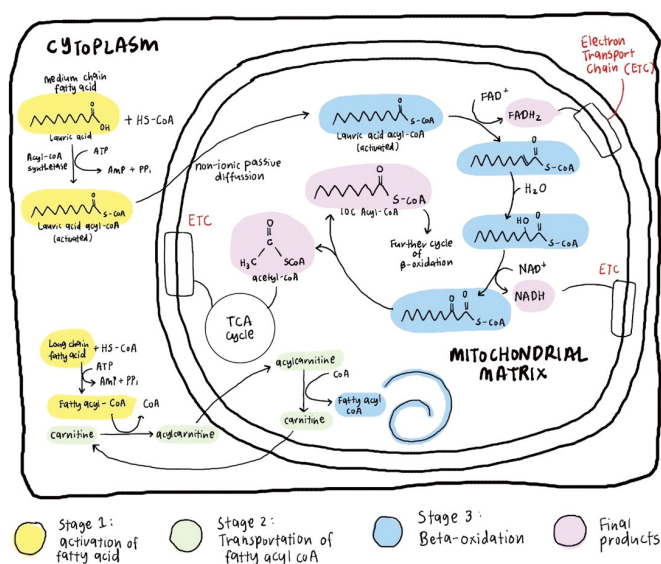 CYTOPLASM
medium chain
fatty acid
O
OH
Lauric acid
+ HS-CoA
Acyl-CoA
synthetase
ATP
AMP + PPi
O
S-CoA
Lauric acid acyl-CoA
(activated)
non-ionic passive
diffussion
O
S-CoA
Lauric acid acyl-CoA
(activated)
FAD⁺
FADH₂
Electron
Transport
Chain (ETC)
O
S-CoA
H₂O
HO
O
S-CoA
NAD⁺
NADH
ETC
O
O
S-CoA
O
S-CoA
10C Acyl-CoA
Further cycle
of
β-oxidation
O
C
H₃C
SCoA
acetyl-CoA
ETC
TCA
cycle
MITOCHONDRIAL
MATRIX
Long chain
fatty acid
+ HS-CoA
ATP
AMP + PPi
Fatty acyl-CoA
CoA
carnitine
acylcarnitine
acylcarnitine
CoA
Fatty acyl
CoA
carnitine
Stage 1:
activation of
fatty acid
Stage 2:
Transportation of
fatty acyl CoA
Stage 3:
Beta-oxidation
Final
products